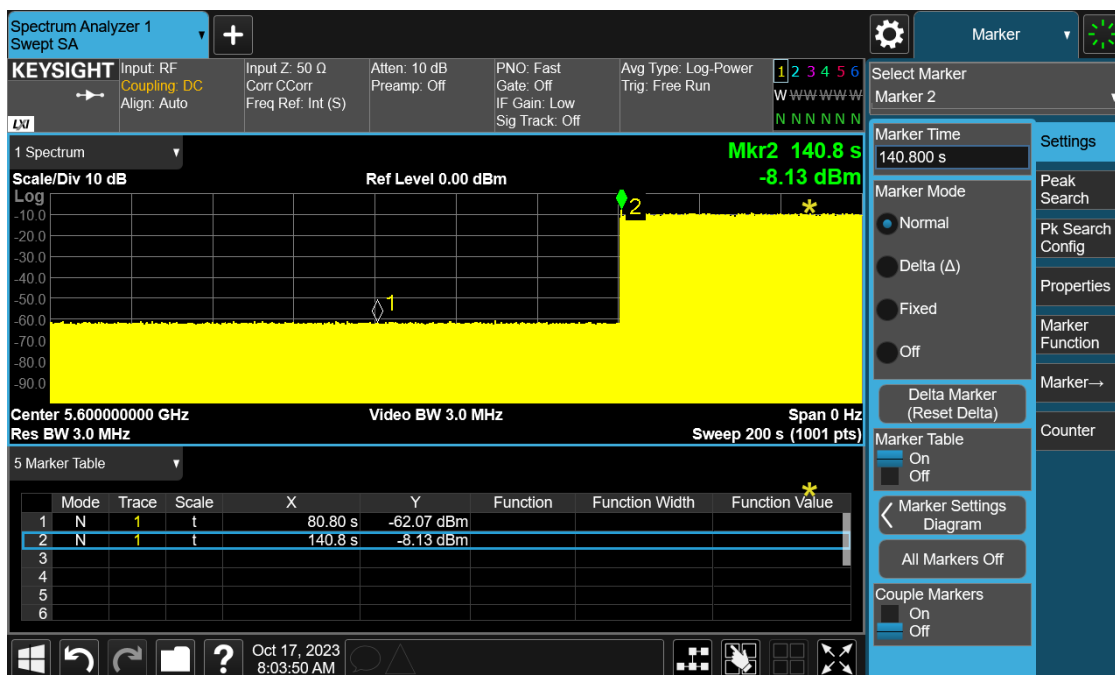 Spectrum Analyzer 1
Swept SA
Marker
KEYSIGHT
LXI
Input: RF
Coupling: DC
Align: Auto
Input Z: 50 Ω
Corr CCorr
Freq Ref: Int (S)
Atten: 10 dB
Preamp: Off
PNO: Fast
Gate: Off
IF Gain: Low
Sig Track: Off
Avg Type: Log-Power
Trig: Free Run
1 2 3 4 5 6
W W W W W W
N N N N N N
Select Marker
Marker 2
1 Spectrum
Scale/Div 10 dB
Ref Level 0.00 dBm
Mkr2 140.8 s
-8.13 dBm
Log
-10.0
-20.0
-30.0
-40.0
-50.0
-60.0
-70.0
-80.0
-90.0
1
2
Center 5.600000000 GHz
Video BW 3.0 MHz
Span 0 Hz
Res BW 3.0 MHz
Sweep 200 s (1001 pts)
5 Marker Table
Mode Trace Scale X Y Function Function Width Function Value
1 N 1 t 80.80 s -62.07 dBm
2 N 1 t 140.8 s -8.13 dBm
3
4
5
6
Marker Time
140.800 s
Marker Mode
Normal
Delta (Δ)
Fixed
Off
Delta Marker
(Reset Delta)
Marker Table
On
Off
Marker Settings
Diagram
All Markers Off
Couple Markers
On
Off
Settings
Peak
Search
Pk Search
Config
Properties
Marker
Function
Marker→
Counter
?
Oct 17, 2023
8:03:50 AM